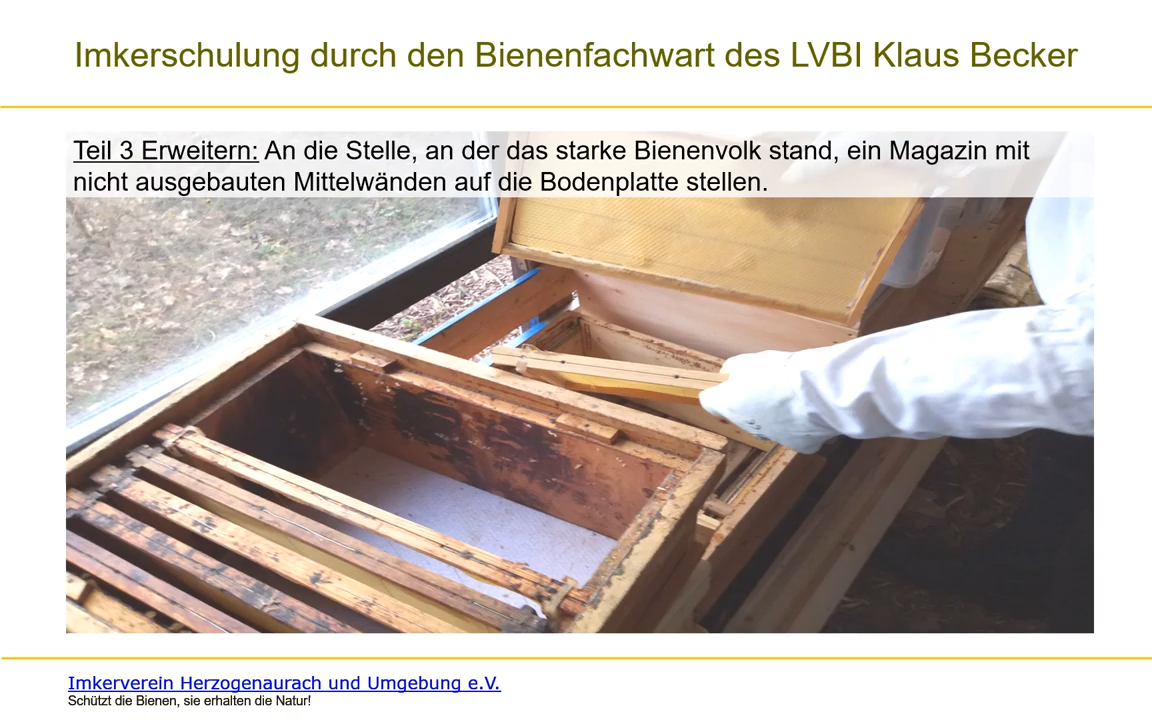 Imkerschulung durch den Bienenfachwart des LVBI Klaus Becker
Teil 3 Erweitern: An die Stelle, an der das starke Bienenvolk stand, ein Magazin mit
nicht ausgebauten Mittelwänden auf die Bodenplatte stellen.
Imkerverein Herzogenaurach und Umgebung e.V.
Schützt die Bienen, sie erhalten die Natur!